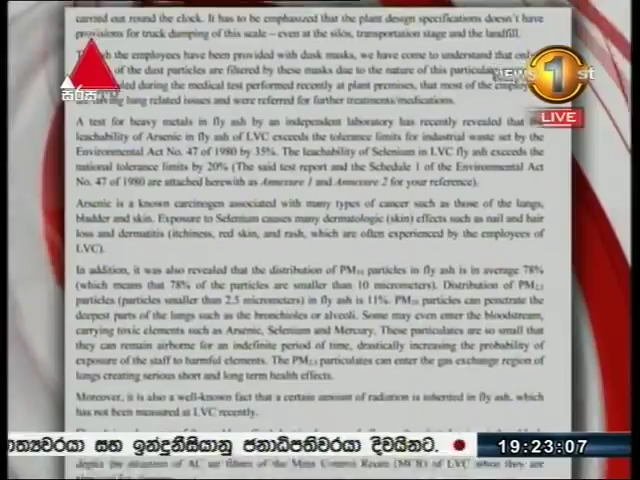 carried out round the clock. It has to be emphasized that the plant design specifications doesn't have
provisions for truck dumping of this scale – even at the silos, transportation stage and the landfill.
the employees have been provided with dusk masks, we have come to understand that
of the dust particles are filtered by these masks due to the nature of this particular
during the medical test performed recently at plant premises, that most of the
having lung related issues and were referred for further treatments/medications.
news 1st
සිරස
LIVE
A test for heavy metals in fly ash by an independent laboratory has recently revealed that
leachability of Arsenic in fly ash of LVC exceeds the tolerance limits for industrial waste set by the
Environmental Act No. 47 of 1980 by 35%. The leachability of Selenium in LVC fly ash exceeds the
national tolerance limits by 20% (The said test report and the Schedule 1 of the Environmental Act
No. 47 of 1980 are attached herewith as Annexure 1 and Annexure 2 for your reference).
Arsenic is a known carcinogen associated with many types of cancer such as those of the lungs,
bladder and skin. Exposure to Selenium causes many dermatologic (skin) effects such as nail and hair
loss and dermatitis (itchiness, red skin, and rash, which are often experienced by the employees of
LVC).
In addition, it was also revealed that the distribution of PM10 particles in fly ash is in average 78%
(which means that 78% of the particles are smaller than 10 micrometers). Distribution of PM2.5
particles (particles smaller than 2.5 micrometers) in fly ash is 11%. PM10 particles can penetrate the
deepest parts of the lungs such as the bronchioles or alveoli. Some may even enter the bloodstream,
carrying toxic elements such as Arsenic, Selenium and Mercury. These particulates are so small that
they can remain airborne for an indefinite period of time, drastically increasing the probability of
exposure of the staff to harmful elements. The PM2.5 particulates can enter the gas exchange region of
lungs creating serious short and long term health effects.
Moreover, it is also a well-known fact that a certain amount of radiation is inherited in fly ash, which
has not been measured at LVC recently.
මාත්‍යවරයා සහ ඉන්දුනීසියානු ජනාධිපතිවරයා දිවයිනට.
19:23:07
of AC air filters of the Main Control Room (MCR) of LVC when they are